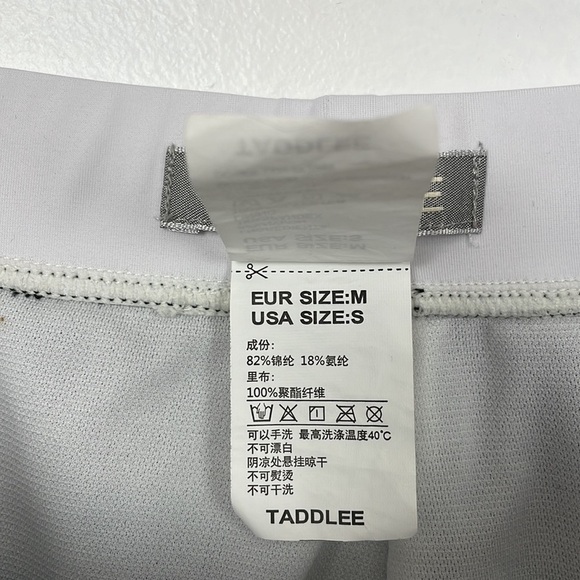 EUR SIZE:M
USA SIZE:S
成份:
82%锦纶 18%氨纶
里布:
100%聚酯纤维
可以手洗 最高洗涤温度40℃
不可漂白
阴凉处悬挂晾干
不可熨烫
不可干洗
TADDLEE